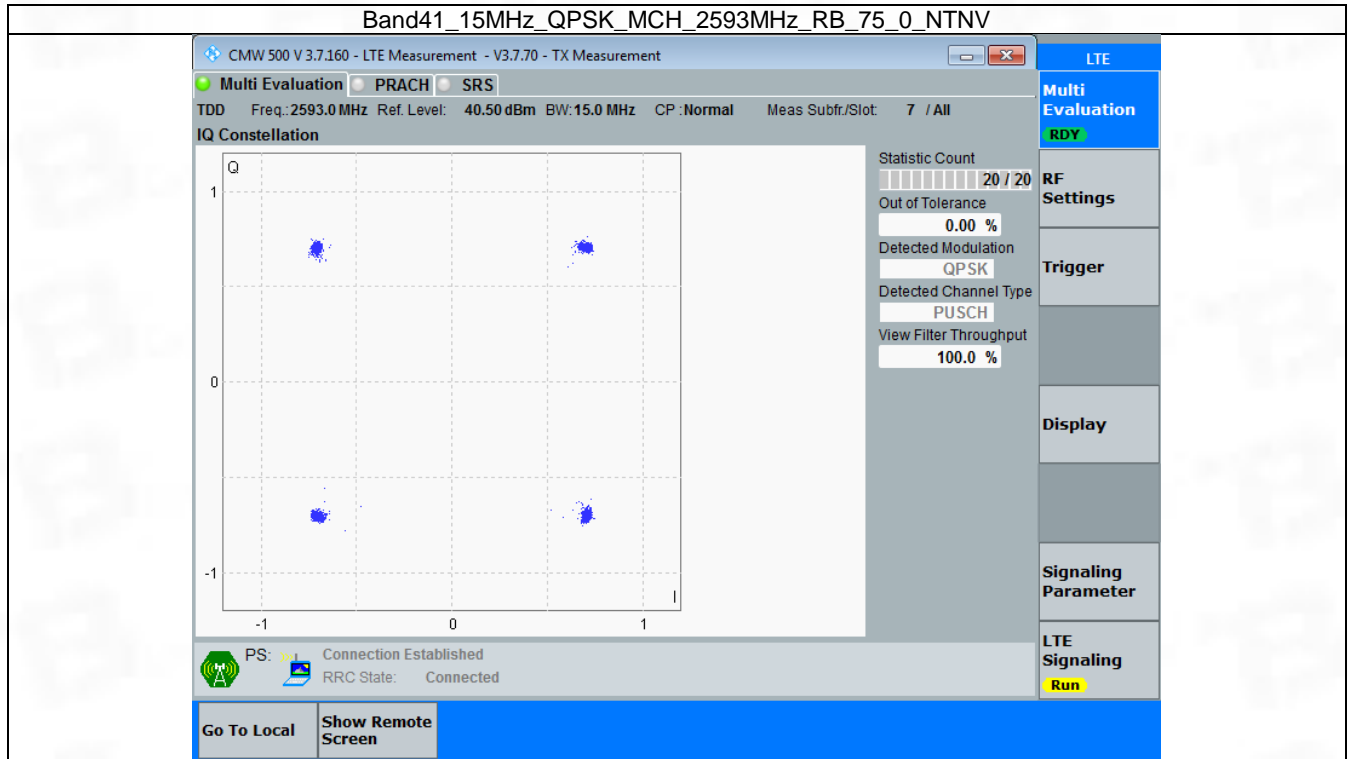 Band41_15MHz_QPSK_MCH_2593MHz_RB_75_0_NTNV
CMW 500 V 3.7.160 - LTE Measurement - V3.7.70 - TX Measurement
LTE
Multi Evaluation PRACH SRS
TDD Freq.: 2593.0 MHz Ref. Level: 40.50 dBm BW: 15.0 MHz CP : Normal Meas Subfr./Slot: 7 / All
IQ Constellation
Q
1
0
-1
I
-1 0 1
Statistic Count
20 / 20
Out of Tolerance
0.00 %
Detected Modulation
QPSK
Detected Channel Type
PUSCH
View Filter Throughput
100.0 %
Multi
Evaluation
RDY
RF
Settings
Trigger
Display
Signaling
Parameter
LTE
Signaling
Run
PS: Connection Established
RRC State: Connected
Go To Local
Show Remote
Screen